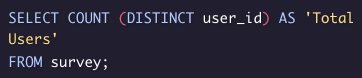 SELECT COUNT (DISTINCT user_id) AS 'Total
Users'
FROM survey;